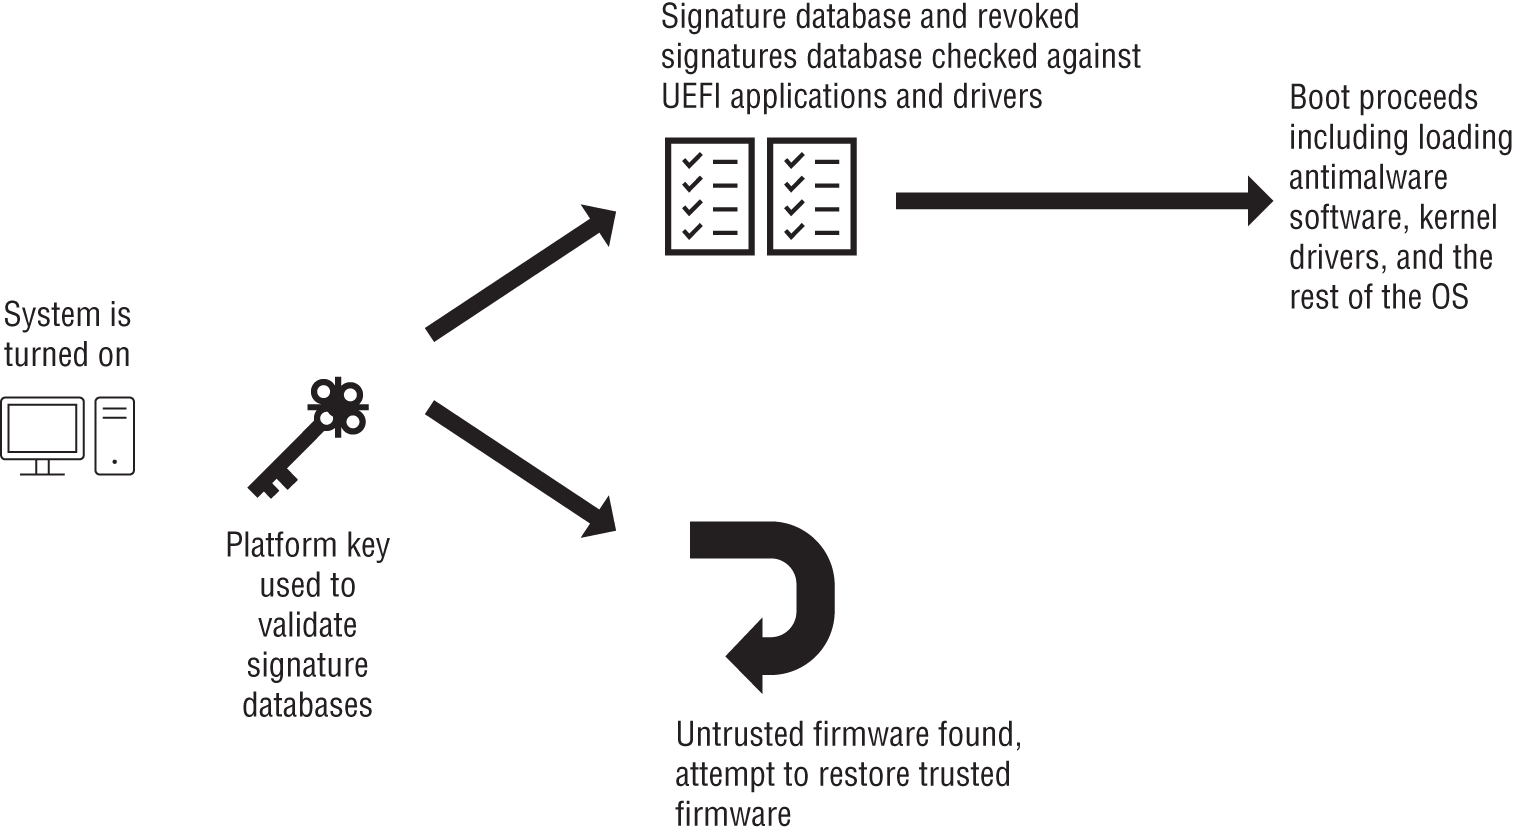 System is
turned on
Platform key
used to
validate
signature
databases
Signature database and revoked
signatures database checked against
UEFI applications and drivers
Boot proceeds
including loading
antimalware
software, kernel
drivers, and the
rest of the OS
Untrusted firmware found,
attempt to restore trusted
firmware